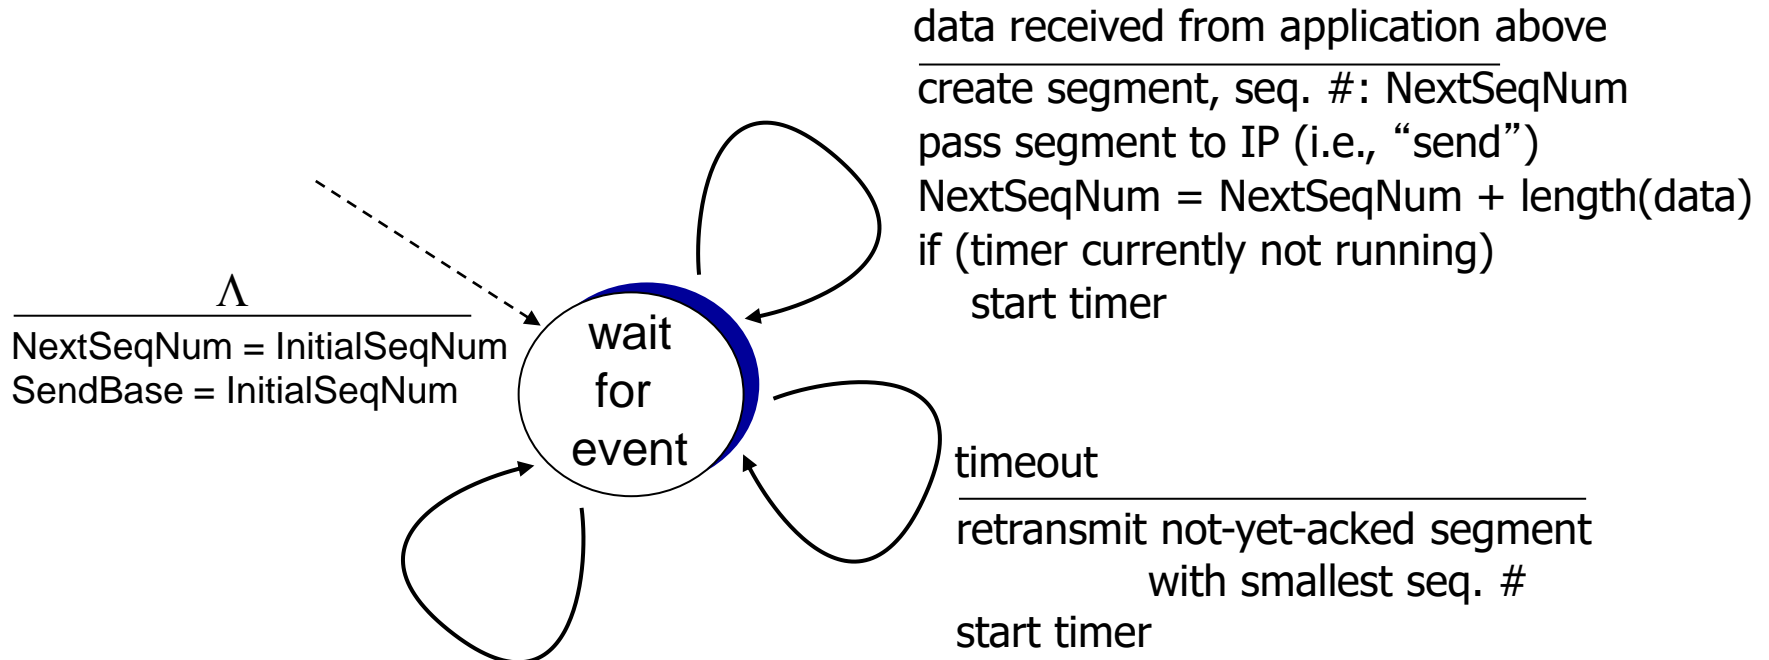 data received from application above
create segment, seq. #: NextSeqNum
pass segment to IP (i.e., “send”)
NextSeqNum = NextSeqNum + length(data)
if (timer currently not running)
start timer
Λ
NextSeqNum = InitialSeqNum
SendBase = InitialSeqNum
wait
for
event
timeout
retransmit not-yet-acked segment
with smallest seq. #
start timer